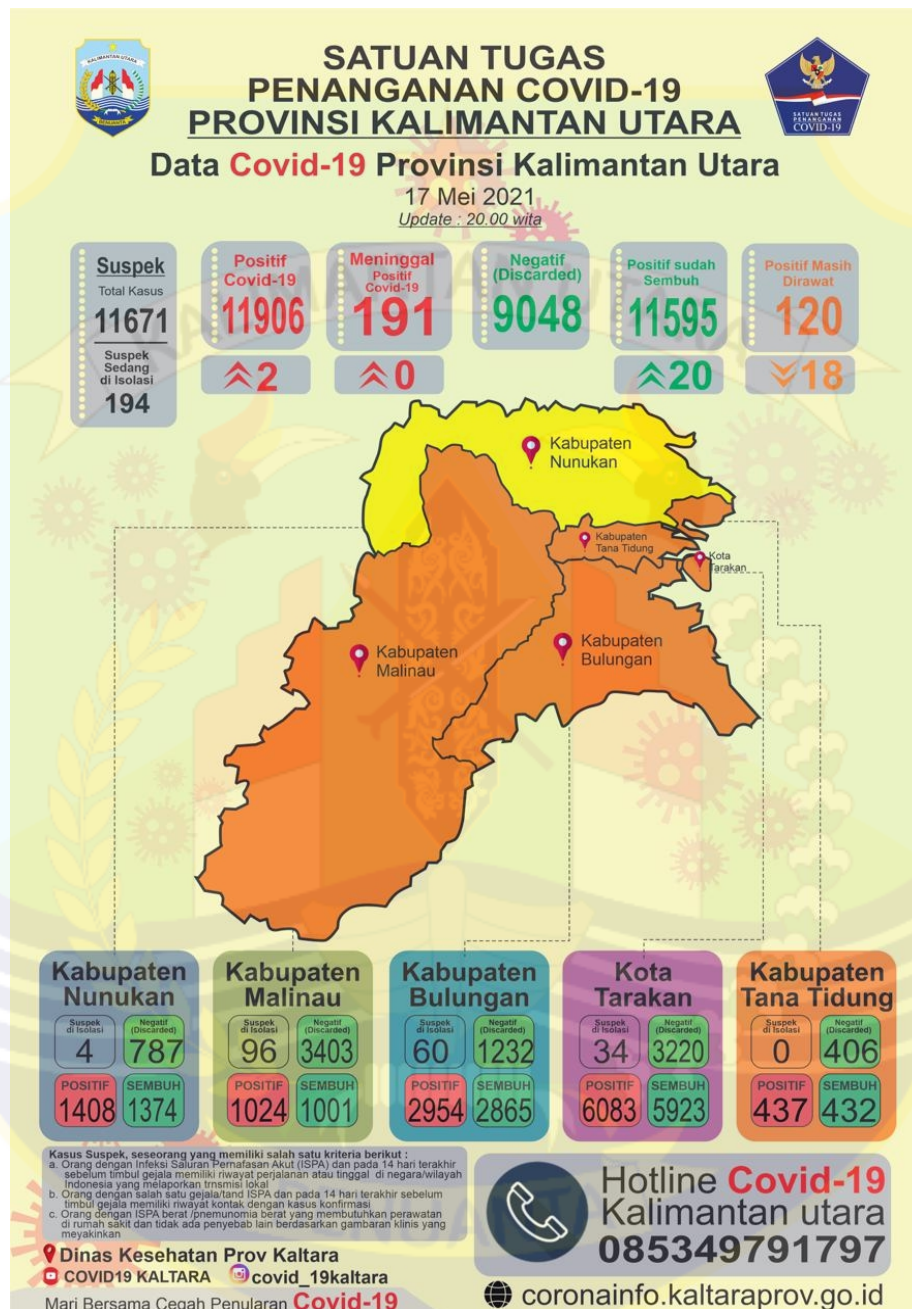 KALIMANTAN UTARA
BENUANTA
SATUAN TUGAS
PENANGANAN COVID-19
PROVINSI KALIMANTAN UTARA
SATUAN TUGAS
PENANGANAN
COVID-19
Data Covid-19 Provinsi Kalimantan Utara
17 Mei 2021
Update : 20.00 wita
Suspek
Total Kasus
11671
Suspek
Sedang
di Isolasi
194
Positif
Covid-19
11906
2
Meninggal
Positif
Covid-19
191
0
Negatif
(Discarded)
9048
Positif sudah
Sembuh
11595
20
Positif Masih
Dirawat
120
18
KALIMANTAN UTARA
Kabupaten
Nunukan
Kabupaten
Tana Tidung
Kota
Tarakan
Kabupaten
Malinau
Kabupaten
Bulungan
Kabupaten
Nunukan
Suspek
di Isolasi
4
Negatif
(Discarded)
787
POSITIF
1408
SEMBUH
1374
Kabupaten
Malinau
Suspek
di Isolasi
96
Negatif
(Discarded)
3403
POSITIF
1024
SEMBUH
1001
Kabupaten
Bulungan
Suspek
di Isolasi
60
Negatif
(Discarded)
1232
POSITIF
2954
SEMBUH
2865
Kota
Tarakan
Suspek
di Isolasi
34
Negatif
(Discarded)
3220
POSITIF
6083
SEMBUH
5923
Kabupaten
Tana Tidung
Suspek
di Isolasi
0
Negatif
(Discarded)
406
POSITIF
437
SEMBUH
432
Kasus Suspek, seseorang yang memiliki salah satu kriteria berikut :
a. Orang dengan Infeksi Saluran Pernafasan Akut (ISPA) dan pada 14 hari terakhir
sebelum timbul gejala memiliki riwayat perjalanan atau tinggal di negara/wilayah
Indonesia yang melaporkan trnsmisi lokal
b. Orang dengan salah satu gejala/tand ISPA dan pada 14 hari terakhir sebelum
timbul gejala memiliki riwayat kontak dengan kasus konfirmasi
c. Orang dengan ISPA berat /pnemunomia berat yang membutuhkan perawatan
di rumah sakit dan tidak ada penyebab lain berdasarkan gambaran klinis yang
meyakinkan
Dinas Kesehatan Prov Kaltara
COVID19 KALTARA covid_19kaltara
Mari Bersama Cegah Penularan Covid-19
Hotline Covid-19
Kalimantan utara
085349791797
coronainfo.kaltaraprov.go.id